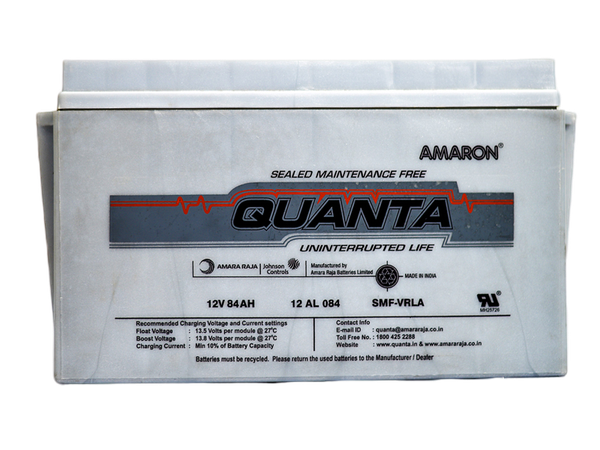 AMARON®
SEALED MAINTENANCE FREE
QUANTA
UNINTERRUPTED LIFE
AMARA RAJA Johnson Controls Manufactured by Amara Raja Batteries Limited MADE IN INDIA
12V 84AH 12 AL 084 SMF-VRLA
MH25728
Recommended Charging Voltage and Current settings
Float Voltage : 13.5 Volts per module @ 27°C
Boost Voltage : 13.8 Volts per module @ 27°C
Charging Current : Min 10% of Battery Capacity
Contact Info
E-mail ID : quanta@amararaja.co.in
Toll Free No. : 1800 425 2288
Website : www.quanta.in & www.amararaja.co.in
Batteries must be recycled. Please return the used batteries to the Manufacturer / Dealer